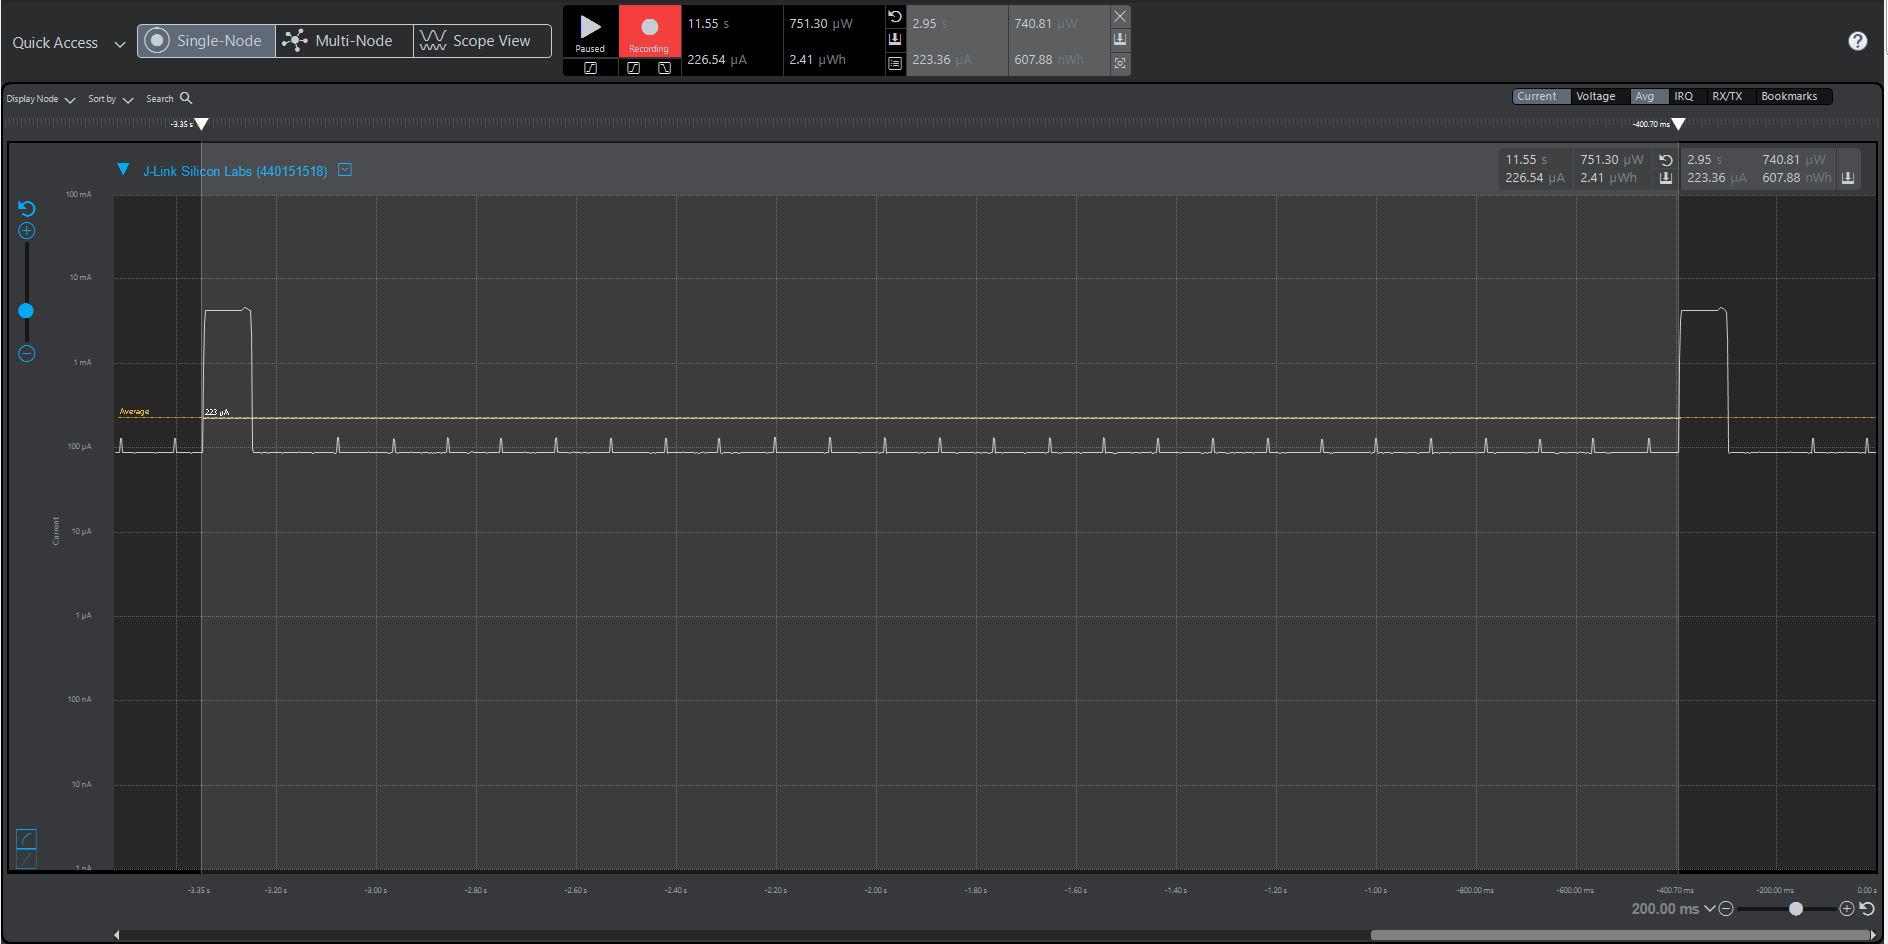 Quick Access
Single-Node
Multi-Node
Scope View
Paused
Recording
11.55 s 751.30 µW
226.54 µA 2.41 µWh
2.95 s 740.81 µW
223.36 µA 607.88 nWh
Display Node Sort by Search
Current Voltage Avg IRQ RX/TX Bookmarks
-3.35 s -400.70 ms
J-Link Silicon Labs (440151518)
11.55 s 751.30 µW 2.95 s 740.81 µW
226.54 µA 2.41 µWh 223.36 µA 607.88 nWh
100 mA
10 mA
1 mA
Average 223 µA
100 µA
Current
10 µA
1 µA
100 nA
10 nA
1 nA
-3.35 s -3.20 s -3.00 s -2.80 s -2.60 s -2.40 s -2.20 s -2.00 s -1.80 s -1.60 s -1.40 s -1.20 s -1.00 s -800.00 ms -600.00 ms -400.70 ms -200.00 ms 0.00 s
200.00 ms